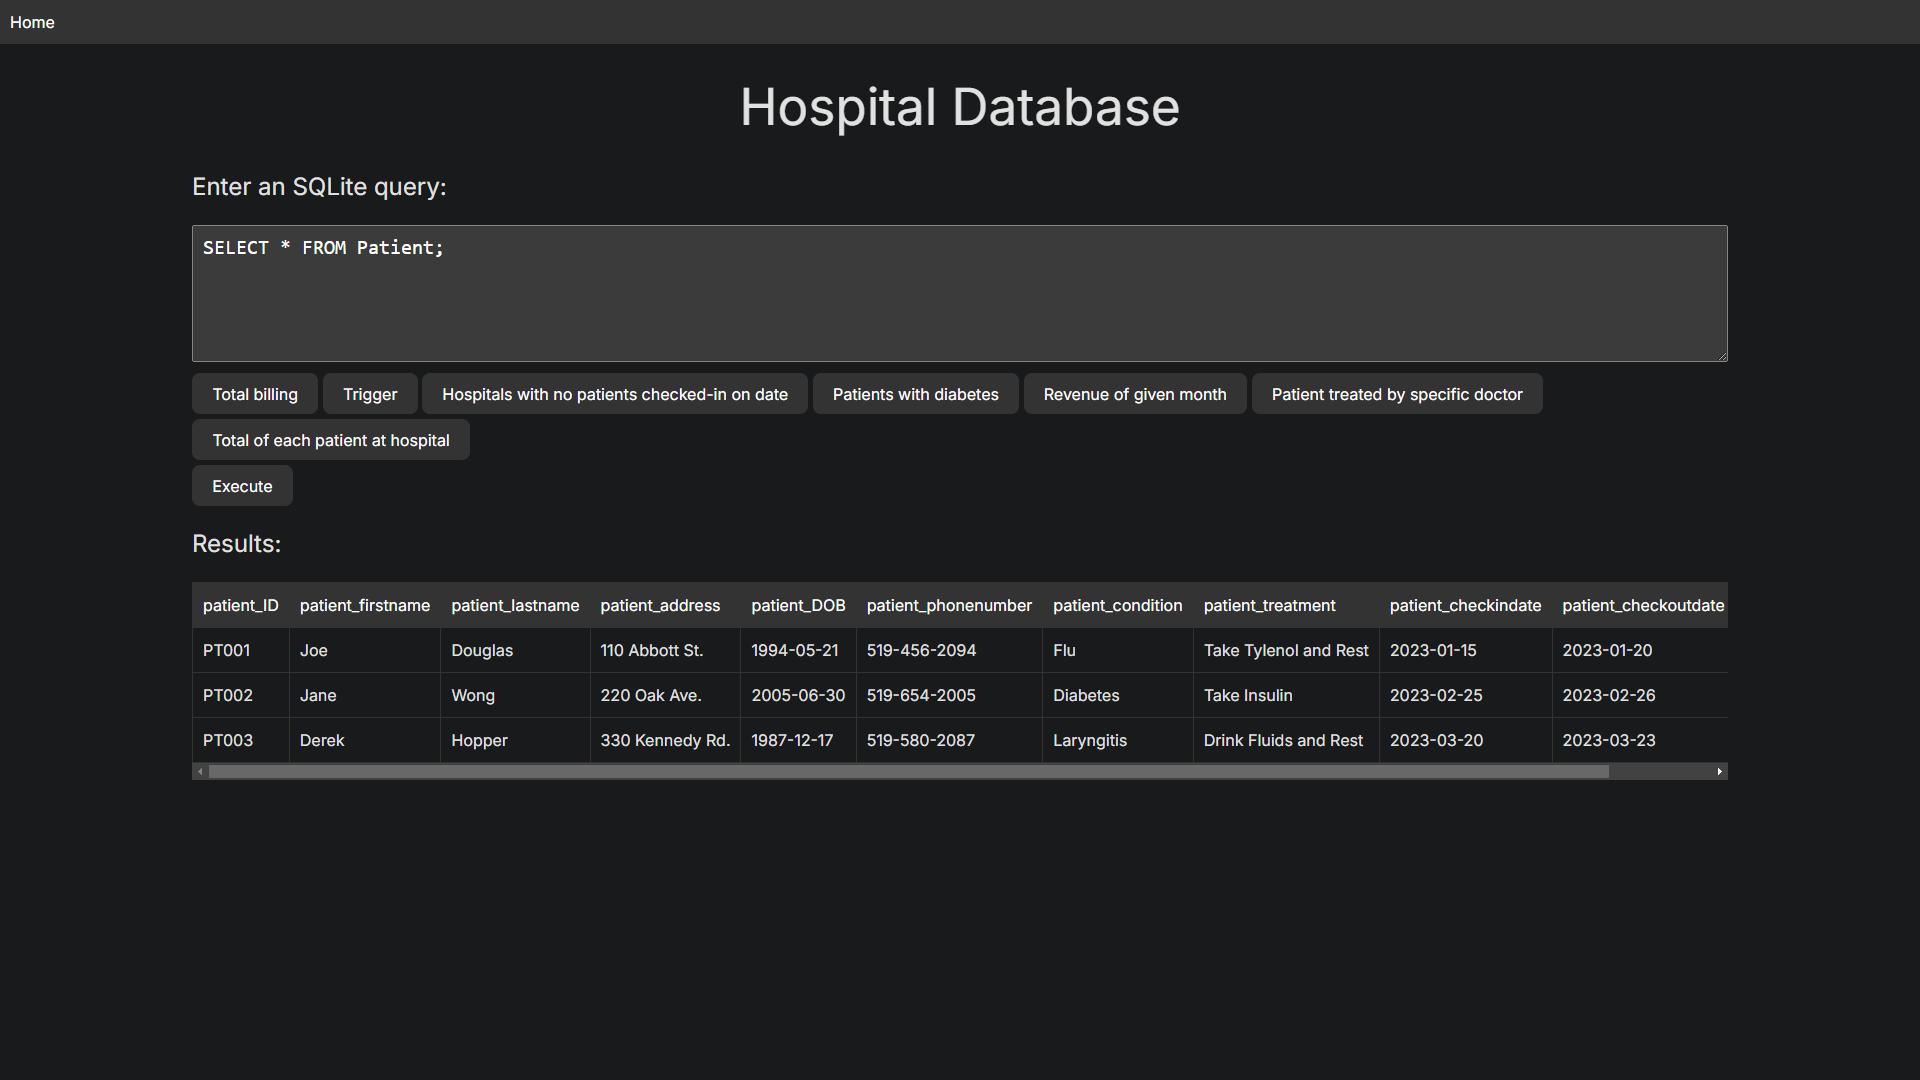 Home
Hospital Database
Enter an SQLite query:
SELECT * FROM Patient;
Total billing Trigger Hospitals with no patients checked-in on date Patients with diabetes Revenue of given month Patient treated by specific doctor
Total of each patient at hospital
Execute
Results:
patient_ID patient_firstname patient_lastname patient_address patient_DOB patient_phonenumber patient_condition patient_treatment patient_checkindate patient_checkoutdate
PT001 Joe Douglas 110 Abbott St. 1994-05-21 519-456-2094 Flu Take Tylenol and Rest 2023-01-15 2023-01-20
PT002 Jane Wong 220 Oak Ave. 2005-06-30 519-654-2005 Diabetes Take Insulin 2023-02-25 2023-02-26
PT003 Derek Hopper 330 Kennedy Rd. 1987-12-17 519-580-2087 Laryngitis Drink Fluids and Rest 2023-03-20 2023-03-23